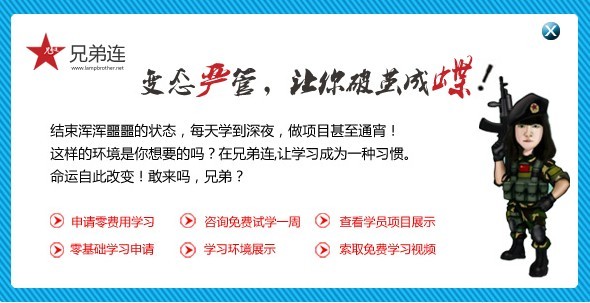 兄弟连
www.lampbrother.net
变态严管，让你破茧成蝶！
结束浑浑噩噩的状态，每天学到深夜，做项目甚至通宵！
这样的环境是你想要的吗？在兄弟连,让学习成为一种习惯。
命运自此改变！敢来吗，兄弟？
申请零费用学习 咨询免费试学一周 查看学员项目展示
零基础学习申请 学习环境展示 索取免费学习视频